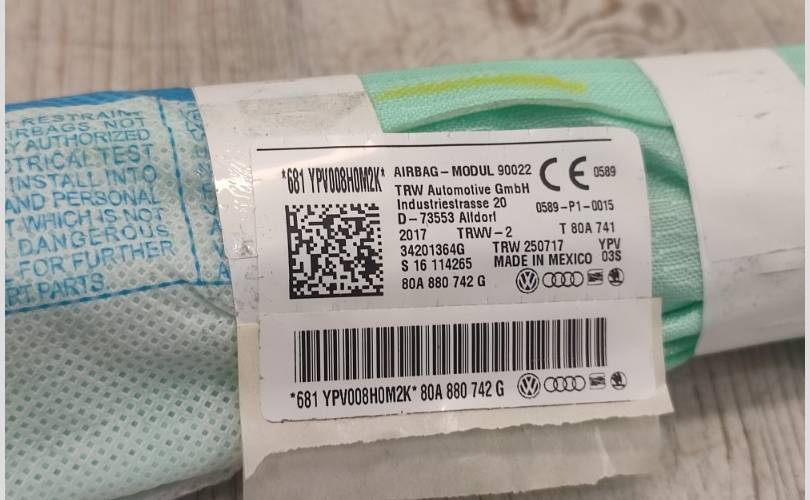 RESTRAIN
AIRBAGS. NOT
Y AUTHORIZED
TRICAL TEST
INSTALL INTO
AND PERSONAL
T WHICH IS NOT
DANGEROUS
FOR FURTHER
RT PARTS.
*681 YPV008H0M2K*
AIRBAG-MODUL 90022
CE 0589
TRW Automotive GmbH
Industriestrasse 20 0589-P1-0015
D-73553 Alldorf
2017 TRWV-2 T 80A 741
34201364G TRW 250717 YPV
S 16 114265 MADE IN MEXICO 03S
80A 880 742 G
*681 YPV008H0M2K* 80A 880 742 G